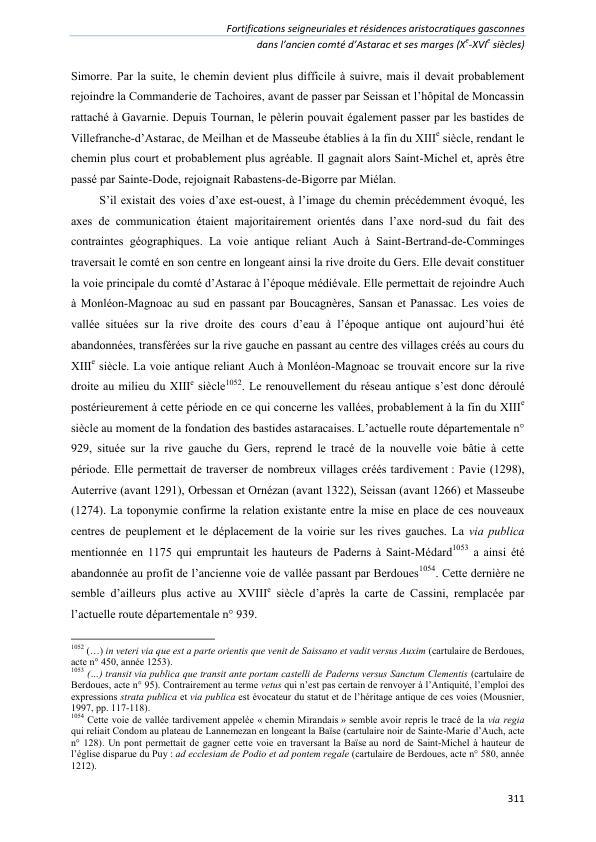 Fortifications seigneuriales et résidences aristocratiques gasconnes
dans l'ancien comté d'Astarac et ses marges (Xe-XVIe siècles)
Simorre. Par la suite, le chemin devient plus difficile à suivre, mais il devait probablement
rejoindre la Commanderie de Tachoires, avant de passer par Seissan et l'hôpital de Moncassin
rattaché à Gavarnie. Depuis Tournan, le pèlerin pouvait également passer par les bastides de
Villefranche-d'Astarac, de Meilhan et de Masseube établies à la fin du XIIIe siècle, rendant le
chemin plus court et probablement plus agréable. Il gagnait alors Saint-Michel et, après être
passé par Sainte-Dode, rejoignait Rabastens-de-Bigorre par Miélan.
S'il existait des voies d'axe est-ouest, à l'image du chemin précédemment évoqué, les
axes de communication étaient majoritairement orientés dans l'axe nord-sud du fait des
contraintes géographiques. La voie antique reliant Auch à Saint-Bertrand-de-Comminges
traversait le comté en son centre en longeant ainsi la rive droite du Gers. Elle devait constituer
la voie principale du comté d'Astarac à l'époque médiévale. Elle permettait de rejoindre Auch
à Monléon-Magnoac au sud en passant par Boucagnères, Sansan et Panassac. Les voies de
vallée situées sur la rive droite des cours d'eau à l'époque antique ont aujourd'hui été
abandonnées, transférées sur la rive gauche en passant au centre des villages créés au cours du
XIIIe siècle. La voie antique reliant Auch à Monléon-Magnoac se trouvait encore sur la rive
droite au milieu du XIIIe siècle1052. Le renouvellement du réseau antique s'est donc déroulé
postérieurement à cette période en ce qui concerne les vallées, probablement à la fin du XIIIe
siècle au moment de la fondation des bastides astaracaises. L'actuelle route départementale n°
929, située sur la rive gauche du Gers, reprend le tracé de la nouvelle voie bâtie à cette
période. Elle permettait de traverser de nombreux villages créés tardivement : Pavie (1298),
Auterrive (avant 1291), Orbessan et Ornézan (avant 1322), Seissan (avant 1266) et Masseube
(1274). La toponymie confirme la relation existante entre la mise en place de ces nouveaux
centres de peuplement et le déplacement de la voirie sur les rives gauches. La via publica
mentionnée en 1175 qui empruntait les hauteurs de Paderns à Saint-Médard1053 a ainsi été
abandonnée au profit de l'ancienne voie de vallée passant par Berdoues1054. Cette dernière ne
semble d'ailleurs plus active au XVIIIe siècle d'après la carte de Cassini, remplacée par
l'actuelle route départementale n° 939.
1052 (…) in veteri via que est a parte orientis que venit de Saissano et vadit versus Auxim (cartulaire de Berdoues,
acte n° 450, année 1253).
1053 (...) transit via publica que transit ante portam castelli de Paderns versus Sanctum Clementis (cartulaire de
Berdoues, acte n° 95). Contrairement au terme vetus qui n'est pas certain de renvoyer à l'Antiquité, l'emploi des
expressions strata publica et via publica est évocateur du statut et de l'héritage antique de ces voies (Mousnier,
1997, pp. 117-118).
1054 Cette voie de vallée tardivement appelée « chemin Mirandais » semble avoir repris le tracé de la via regia
qui reliait Condom au plateau de Lannemezan en longeant la Baïse (cartulaire noir de Sainte-Marie d'Auch, acte
n° 128). Un pont permettait de gagner cette voie en traversant la Baïse au nord de Saint-Michel à hauteur de
l'église disparue du Puy : ad ecclesiam de Podio et ad pontem regale (cartulaire de Berdoues, acte n° 580, année
1212).
311